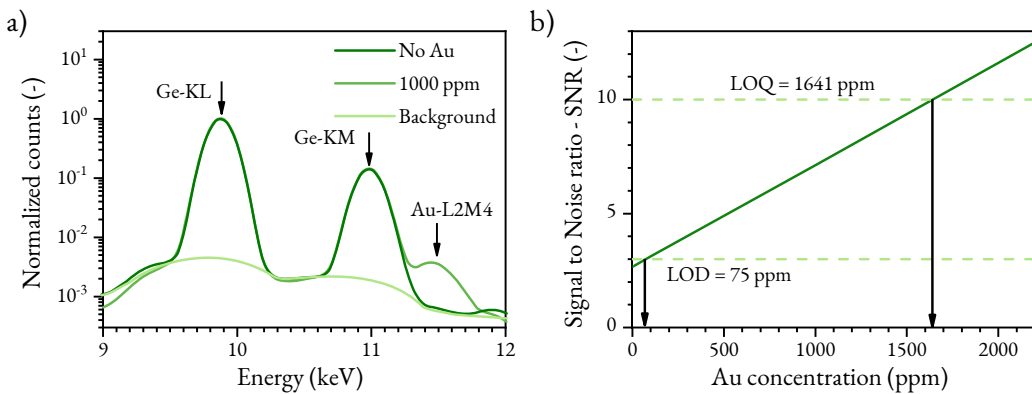 a)
Normalized counts (-)
10¹
10⁰
10⁻¹
10⁻²
10⁻³
No Au
1000 ppm
Background
Ge-KL
Ge-KM
Au-L2M4
9
10
11
12
Energy (keV)
b)
Signal to Noise ratio - SNR (-)
10
5
0
LOQ = 1641 ppm
LOD = 75 ppm
0
500
1000
1500
2000
Au concentration (ppm)